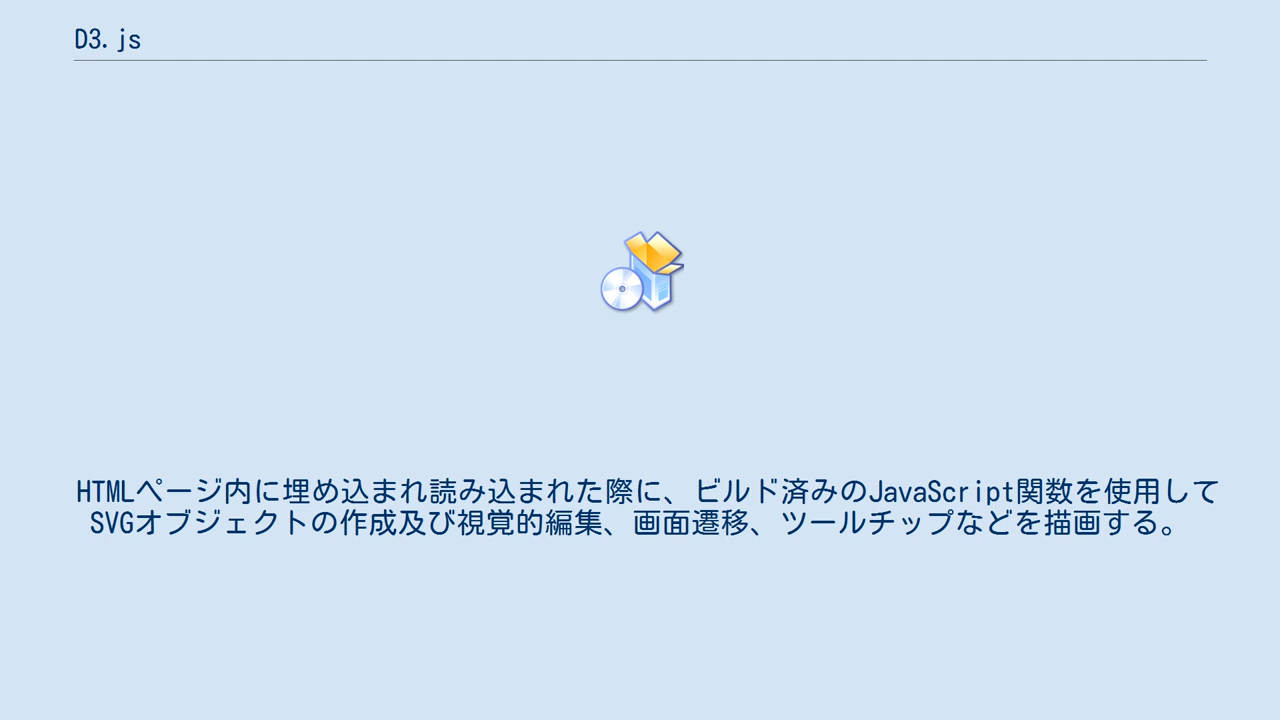 D3.js
HTMLページ内に埋め込まれ読み込まれた際に、ビルド済みのJavaScript関数を使用して
SVGオブジェクトの作成及び視覚的編集、画面遷移、ツールチップなどを描画する。